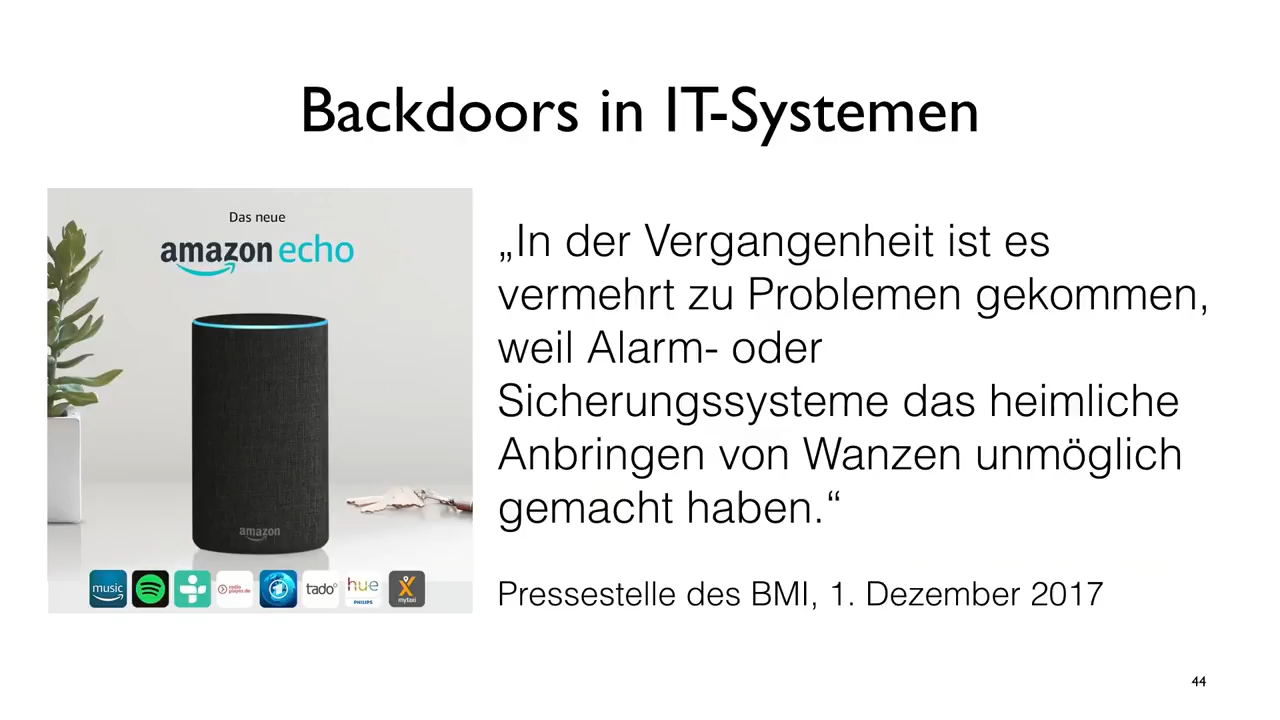 Backdoors in IT-Systemen
Das neue
amazon echo
amazon
music
tado°
hue
PHILIPS
mytaxi
„In der Vergangenheit ist es
vermehrt zu Problemen gekommen,
weil Alarm- oder
Sicherungssysteme das heimliche
Anbringen von Wanzen unmöglich
gemacht haben.“
Pressestelle des BMI, 1. Dezember 2017
44